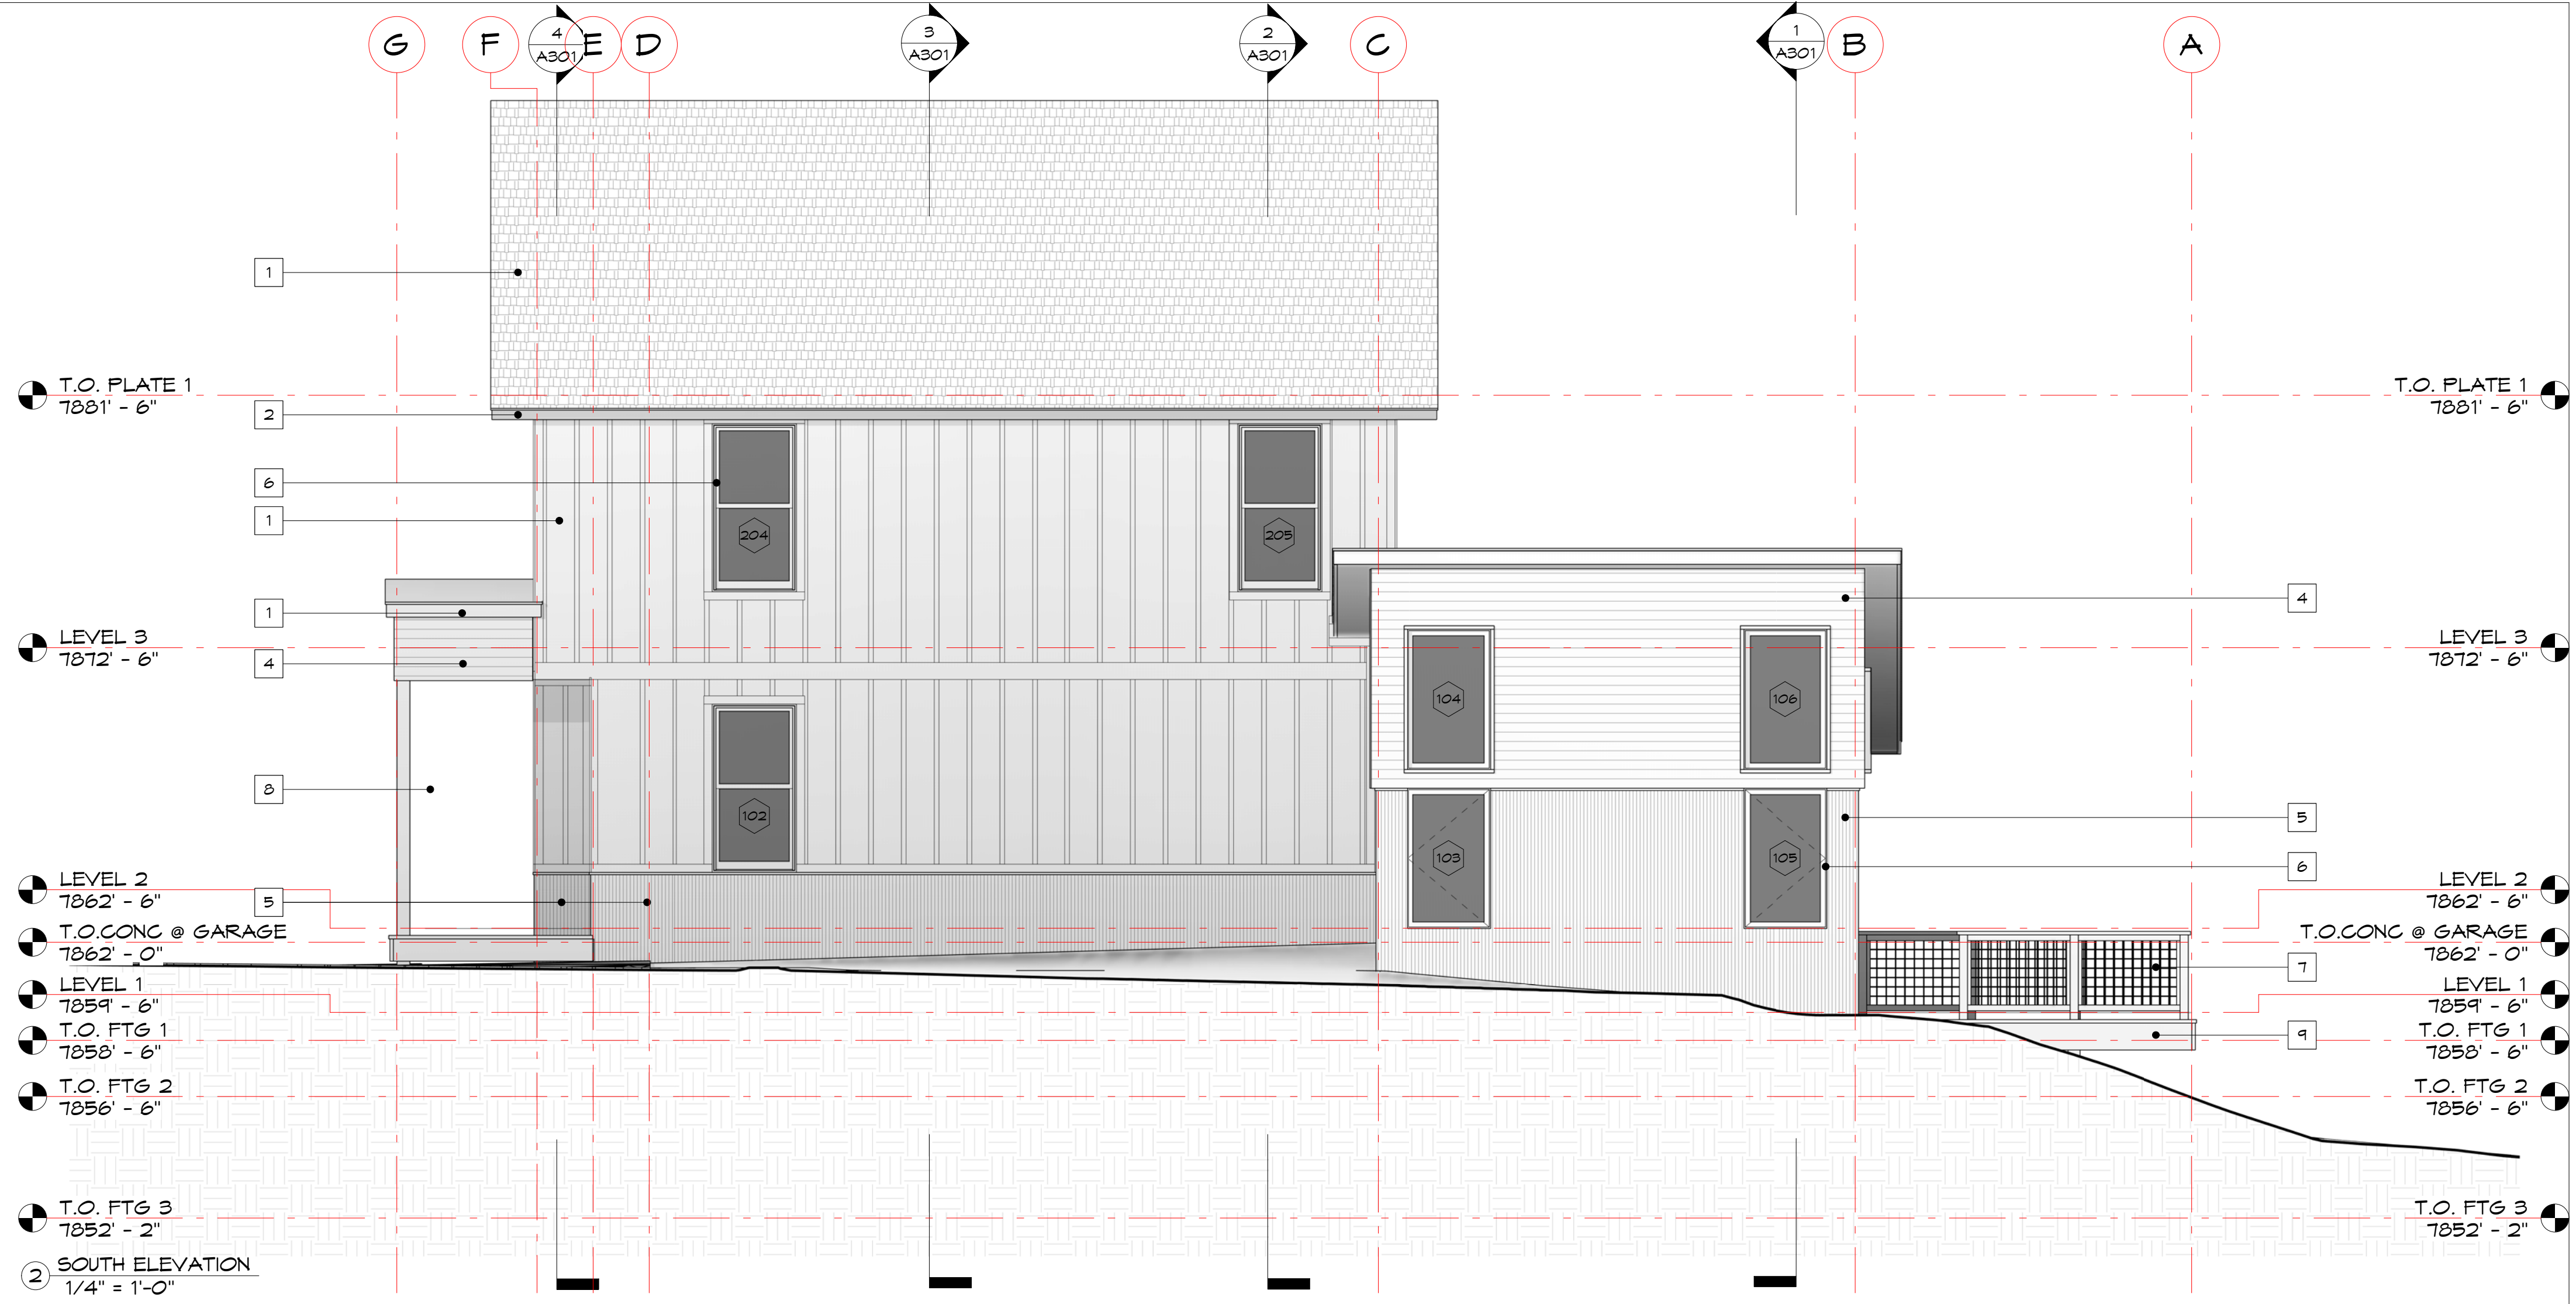 G
F
4
A301
E
D
3
A301
2
A301
C
1
A301
B
A
1
T.O. PLATE 1
7881' - 6"
T.O. PLATE 1
7881' - 6"
2
6
1
204
205
1
4
LEVEL 3
7872' - 6"
LEVEL 3
7872' - 6"
4
104
106
8
102
5
103
105
6
LEVEL 2
7862' - 6"
LEVEL 2
7862' - 6"
5
T.O.CONC @ GARAGE
7862' - 0"
T.O.CONC @ GARAGE
7862' - 0"
7
LEVEL 1
7859' - 6"
LEVEL 1
7859' - 6"
T.O. FTG 1
7858' - 6"
T.O. FTG 1
7858' - 6"
9
T.O. FTG 2
7856' - 6"
T.O. FTG 2
7856' - 6"
T.O. FTG 3
7852' - 2"
T.O. FTG 3
7852' - 2"
2
SOUTH ELEVATION
1/4" = 1'-0"